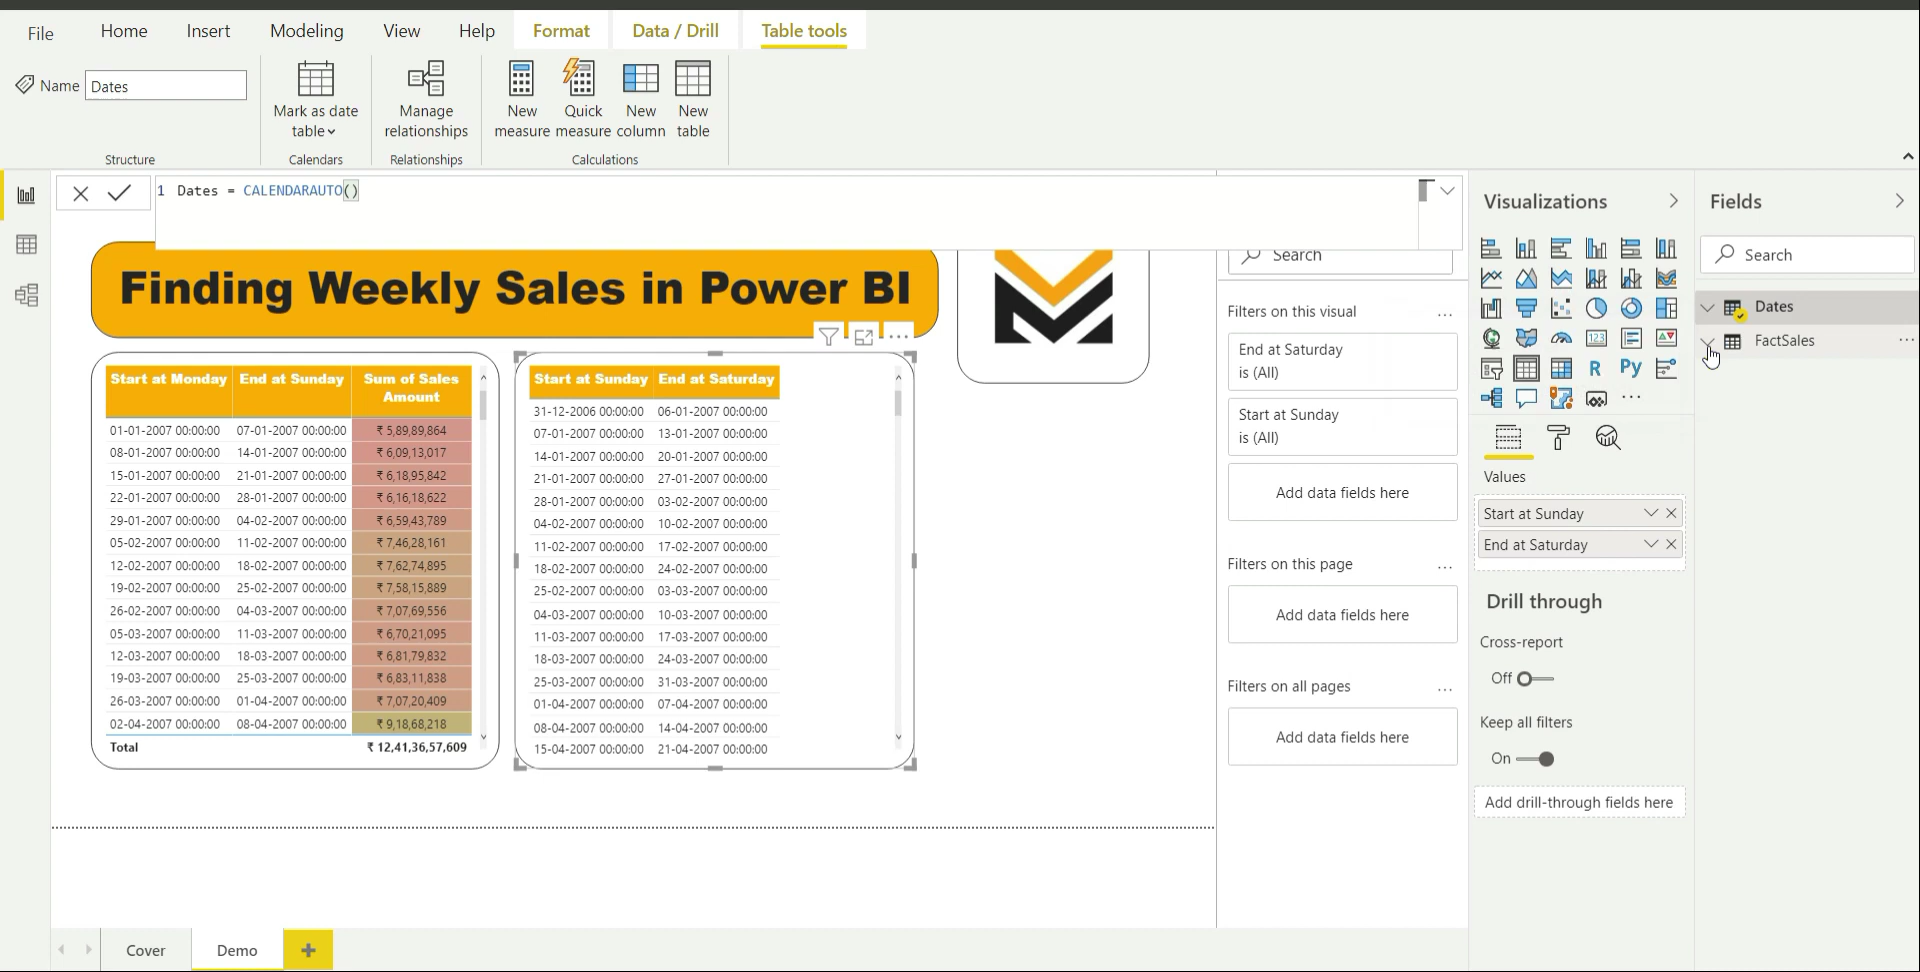 File Home Insert Modeling View Help Format Data / Drill Table tools
Name Dates
Mark as date table
Manage relationships
New measure
Quick measure
New column
New table
Structure Calendars Relationships Calculations
1 Dates = CALENDARAUTO()
Finding Weekly Sales in Power BI
Start at Monday End at Sunday Sum of Sales Amount
01-01-2007 00:00:00 07-01-2007 00:00:00 ₹ 5,89,89,864
08-01-2007 00:00:00 14-01-2007 00:00:00 ₹ 6,09,13,017
15-01-2007 00:00:00 21-01-2007 00:00:00 ₹ 6,18,95,842
22-01-2007 00:00:00 28-01-2007 00:00:00 ₹ 6,16,18,622
29-01-2007 00:00:00 04-02-2007 00:00:00 ₹ 6,59,43,789
05-02-2007 00:00:00 11-02-2007 00:00:00 ₹ 7,46,28,161
12-02-2007 00:00:00 18-02-2007 00:00:00 ₹ 7,62,74,895
19-02-2007 00:00:00 25-02-2007 00:00:00 ₹ 7,58,15,889
26-02-2007 00:00:00 04-03-2007 00:00:00 ₹ 7,07,69,556
05-03-2007 00:00:00 11-03-2007 00:00:00 ₹ 6,70,21,095
12-03-2007 00:00:00 18-03-2007 00:00:00 ₹ 6,81,79,832
19-03-2007 00:00:00 25-03-2007 00:00:00 ₹ 6,83,11,838
26-03-2007 00:00:00 01-04-2007 00:00:00 ₹ 7,07,20,409
02-04-2007 00:00:00 08-04-2007 00:00:00 ₹ 9,18,68,218
Total ₹ 12,41,36,57,609
Start at Sunday End at Saturday
31-12-2006 00:00:00 06-01-2007 00:00:00
07-01-2007 00:00:00 13-01-2007 00:00:00
14-01-2007 00:00:00 20-01-2007 00:00:00
21-01-2007 00:00:00 27-01-2007 00:00:00
28-01-2007 00:00:00 03-02-2007 00:00:00
04-02-2007 00:00:00 10-02-2007 00:00:00
11-02-2007 00:00:00 17-02-2007 00:00:00
18-02-2007 00:00:00 24-02-2007 00:00:00
25-02-2007 00:00:00 03-03-2007 00:00:00
04-03-2007 00:00:00 10-03-2007 00:00:00
11-03-2007 00:00:00 17-03-2007 00:00:00
18-03-2007 00:00:00 24-03-2007 00:00:00
25-03-2007 00:00:00 31-03-2007 00:00:00
01-04-2007 00:00:00 07-04-2007 00:00:00
08-04-2007 00:00:00 14-04-2007 00:00:00
15-04-2007 00:00:00 21-04-2007 00:00:00
Search
Filters on this visual ...
End at Saturday
is (All)
Start at Sunday
is (All)
Add data fields here
Filters on this page ...
Add data fields here
Filters on all pages ...
Add data fields here
Visualizations
123
R Py
...
Values
Start at Sunday
End at Saturday
Drill through
Cross-report
Off
Keep all filters
On
Add drill-through fields here
Fields
Search
Dates
FactSales ...
Cover Demo +